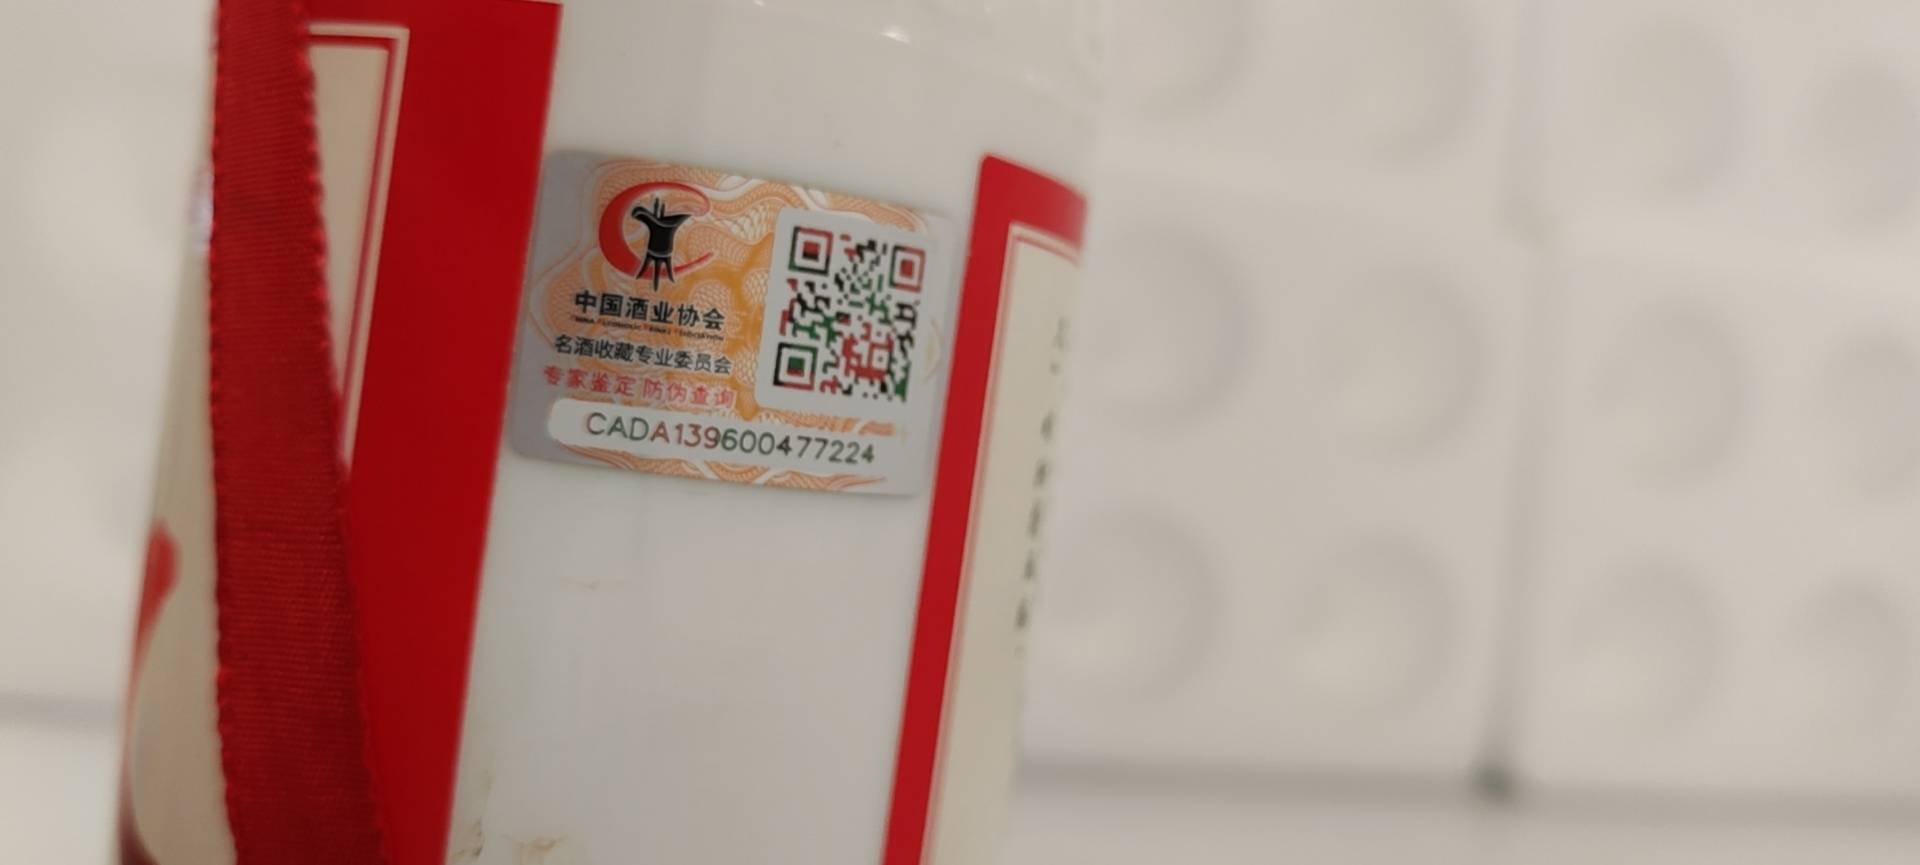 中国酒业协会
名酒收藏专业委员会
专家鉴定 防伪查询
CADA139600477224